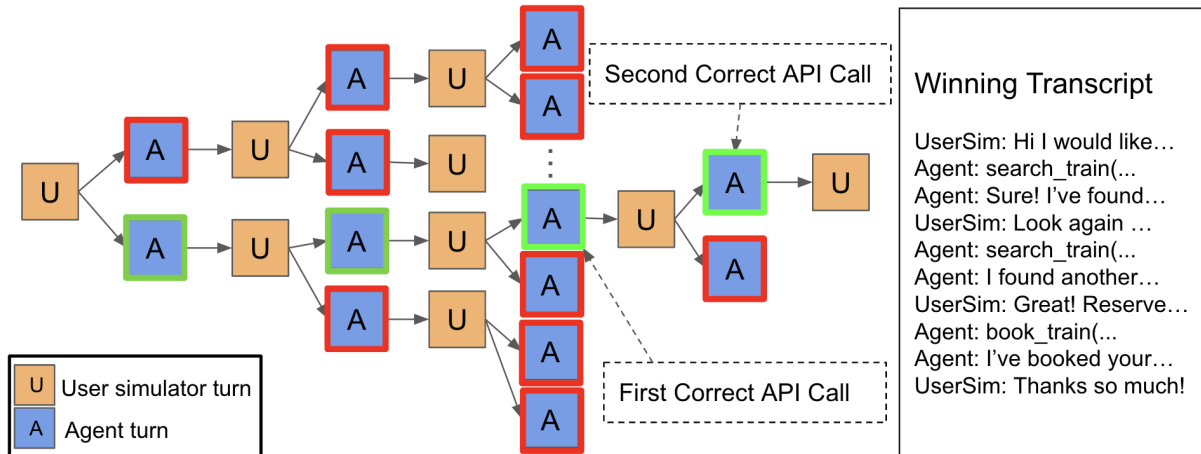 A
A
U
A
Second Correct API Call
A
U
A
U
U
A
A
U
A
U
A
A
U
A
U
A
U
A
A
A
U
A
A
First Correct API Call
U User simulator turn
A Agent turn
Winning Transcript
UserSim: Hi I would like…
Agent: search_train(...
Agent: Sure! I've found…
UserSim: Look again …
Agent: search_train(...
Agent: I found another…
UserSim: Great! Reserve…
Agent: book_train(...
Agent: I've booked your…
UserSim: Thanks so much!